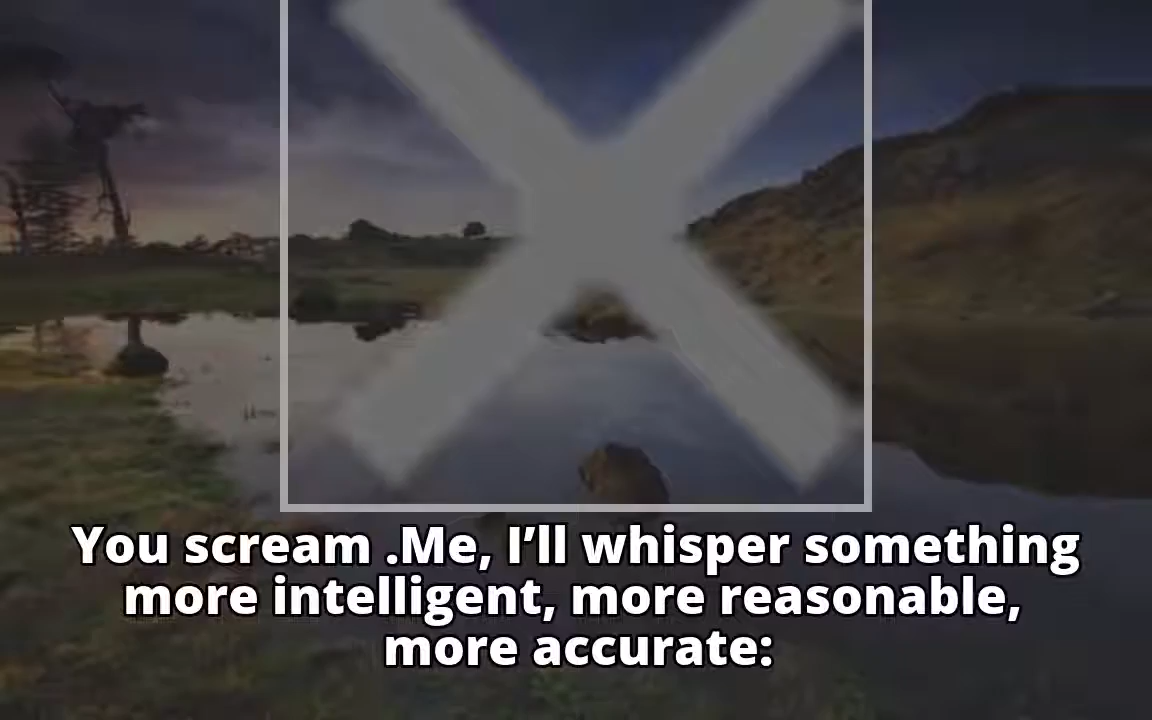 You scream .Me, I’ll whisper something
more intelligent, more reasonable,
more accurate: